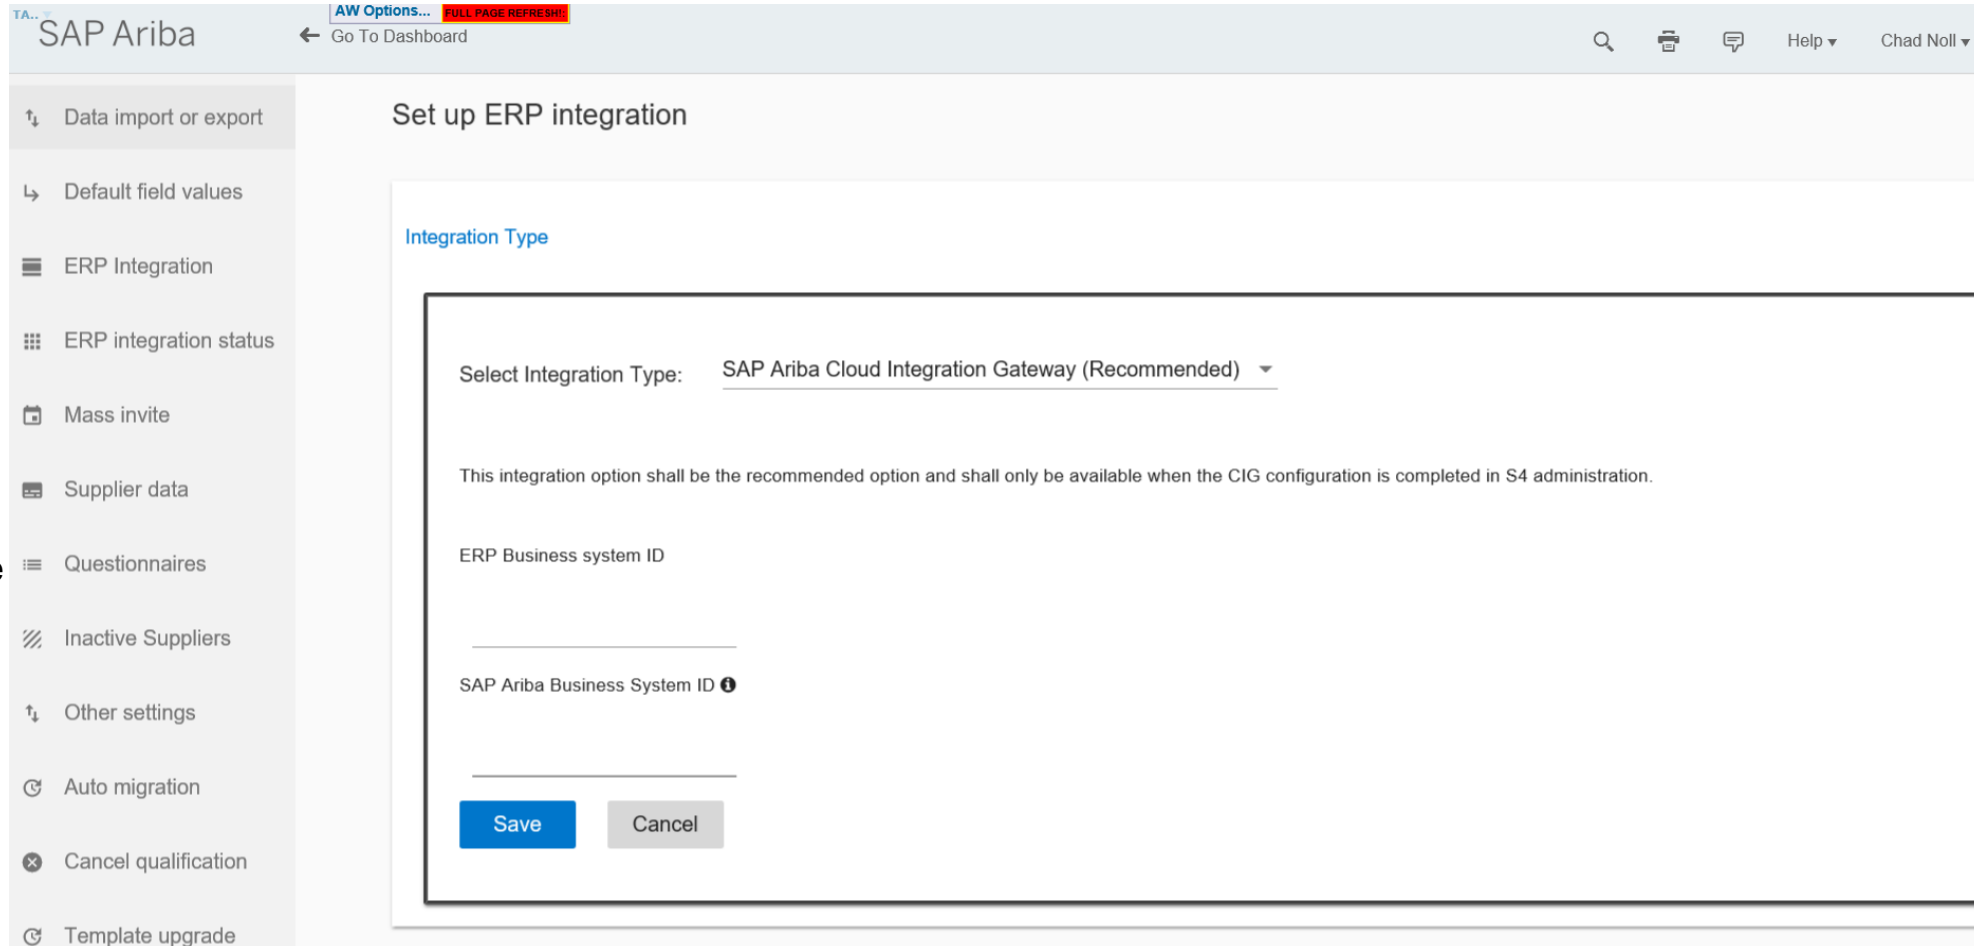 TA..
AW Options... FULL PAGE REFRESH!:
SAP Ariba
Go To Dashboard
Help
Chad Noll
Data import or export
Default field values
ERP Integration
ERP integration status
Mass invite
Supplier data
Questionnaires
Inactive Suppliers
Other settings
Auto migration
Cancel qualification
Template upgrade
Set up ERP integration
Integration Type
Select Integration Type: SAP Ariba Cloud Integration Gateway (Recommended)
This integration option shall be the recommended option and shall only be available when the CIG configuration is completed in S4 administration.
ERP Business system ID
SAP Ariba Business System ID
Save Cancel